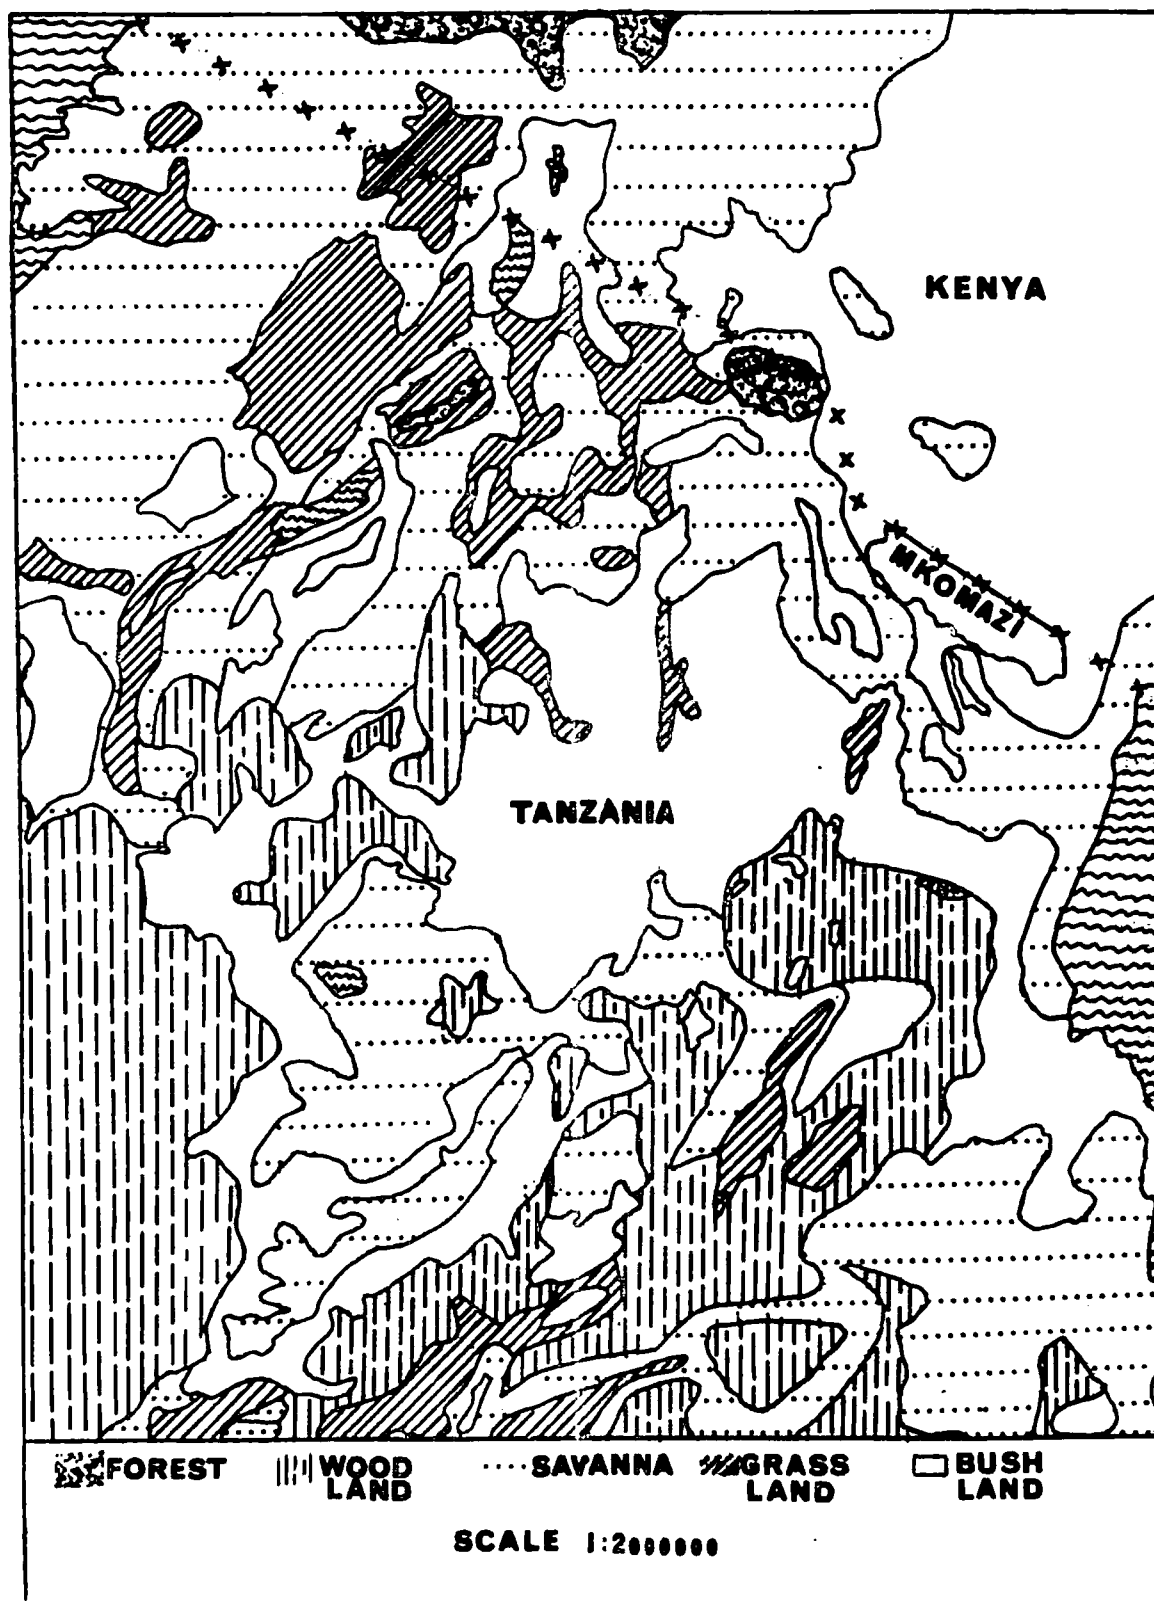 KENYA
MKOMAZI
TANZANIA
FOREST
WOOD
LAND
SAVANNA
GRASS
LAND
BUSH
LAND
SCALE 1:2000000